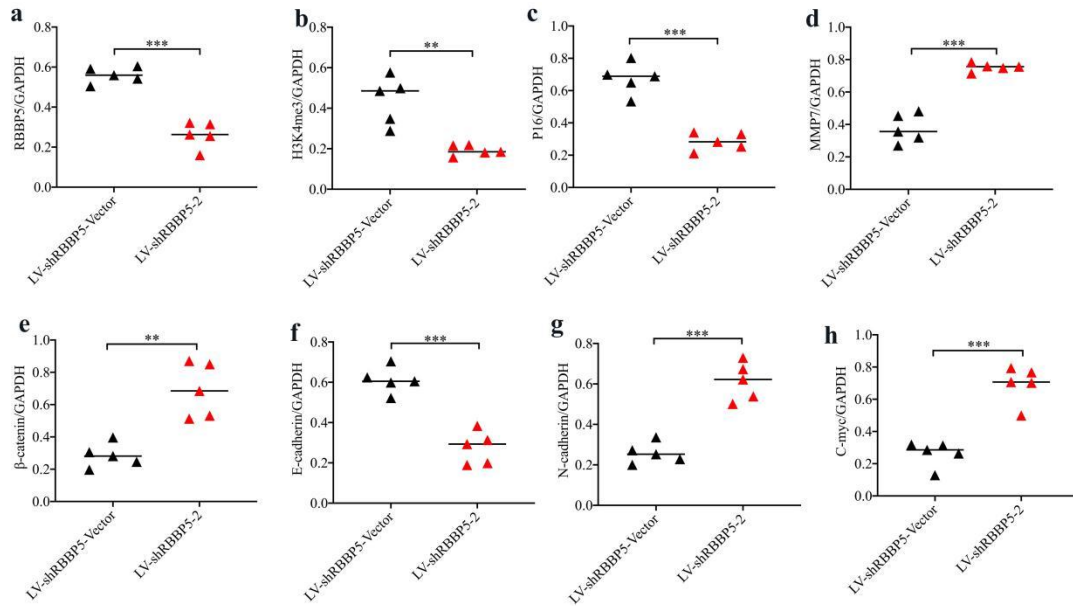 a
***
0.8
0.6
0.4
0.2
0.0
RBBP5/GAPDH
LV-shRBBP5-Vector
LV-shRBBP5-2
b
**
0.8
0.6
0.4
0.2
0.0
H3K4me3/GAPDH
LV-shRBBP5-Vector
LV-shRBBP5-2
c
***
1.0
0.8
0.6
0.4
0.2
0.0
P16/GAPDH
LV-shRBBP5-Vector
LV-shRBBP5-2
d
***
1.0
0.8
0.6
0.4
0.2
0.0
MMP7/GAPDH
LV-shRBBP5-Vector
LV-shRBBP5-2
e
**
1.0
0.8
0.6
0.4
0.2
0.0
β-caterin/GAPDH
LV-shRBBP5-Vector
LV-shRBBP5-2
f
***
0.8
0.6
0.4
0.2
0.0
E-cadherin/GAPDH
LV-shRBBP5-Vector
LV-shRBBP5-2
g
***
0.8
0.6
0.4
0.2
0.0
N-cadherin/GAPDH
LV-shRBBP5-Vector
LV-shRBBP5-2
h
***
1.0
0.8
0.6
0.4
0.2
0.0
C-myc/GAPDH
LV-shRBBP5-Vector
LV-shRBBP5-2